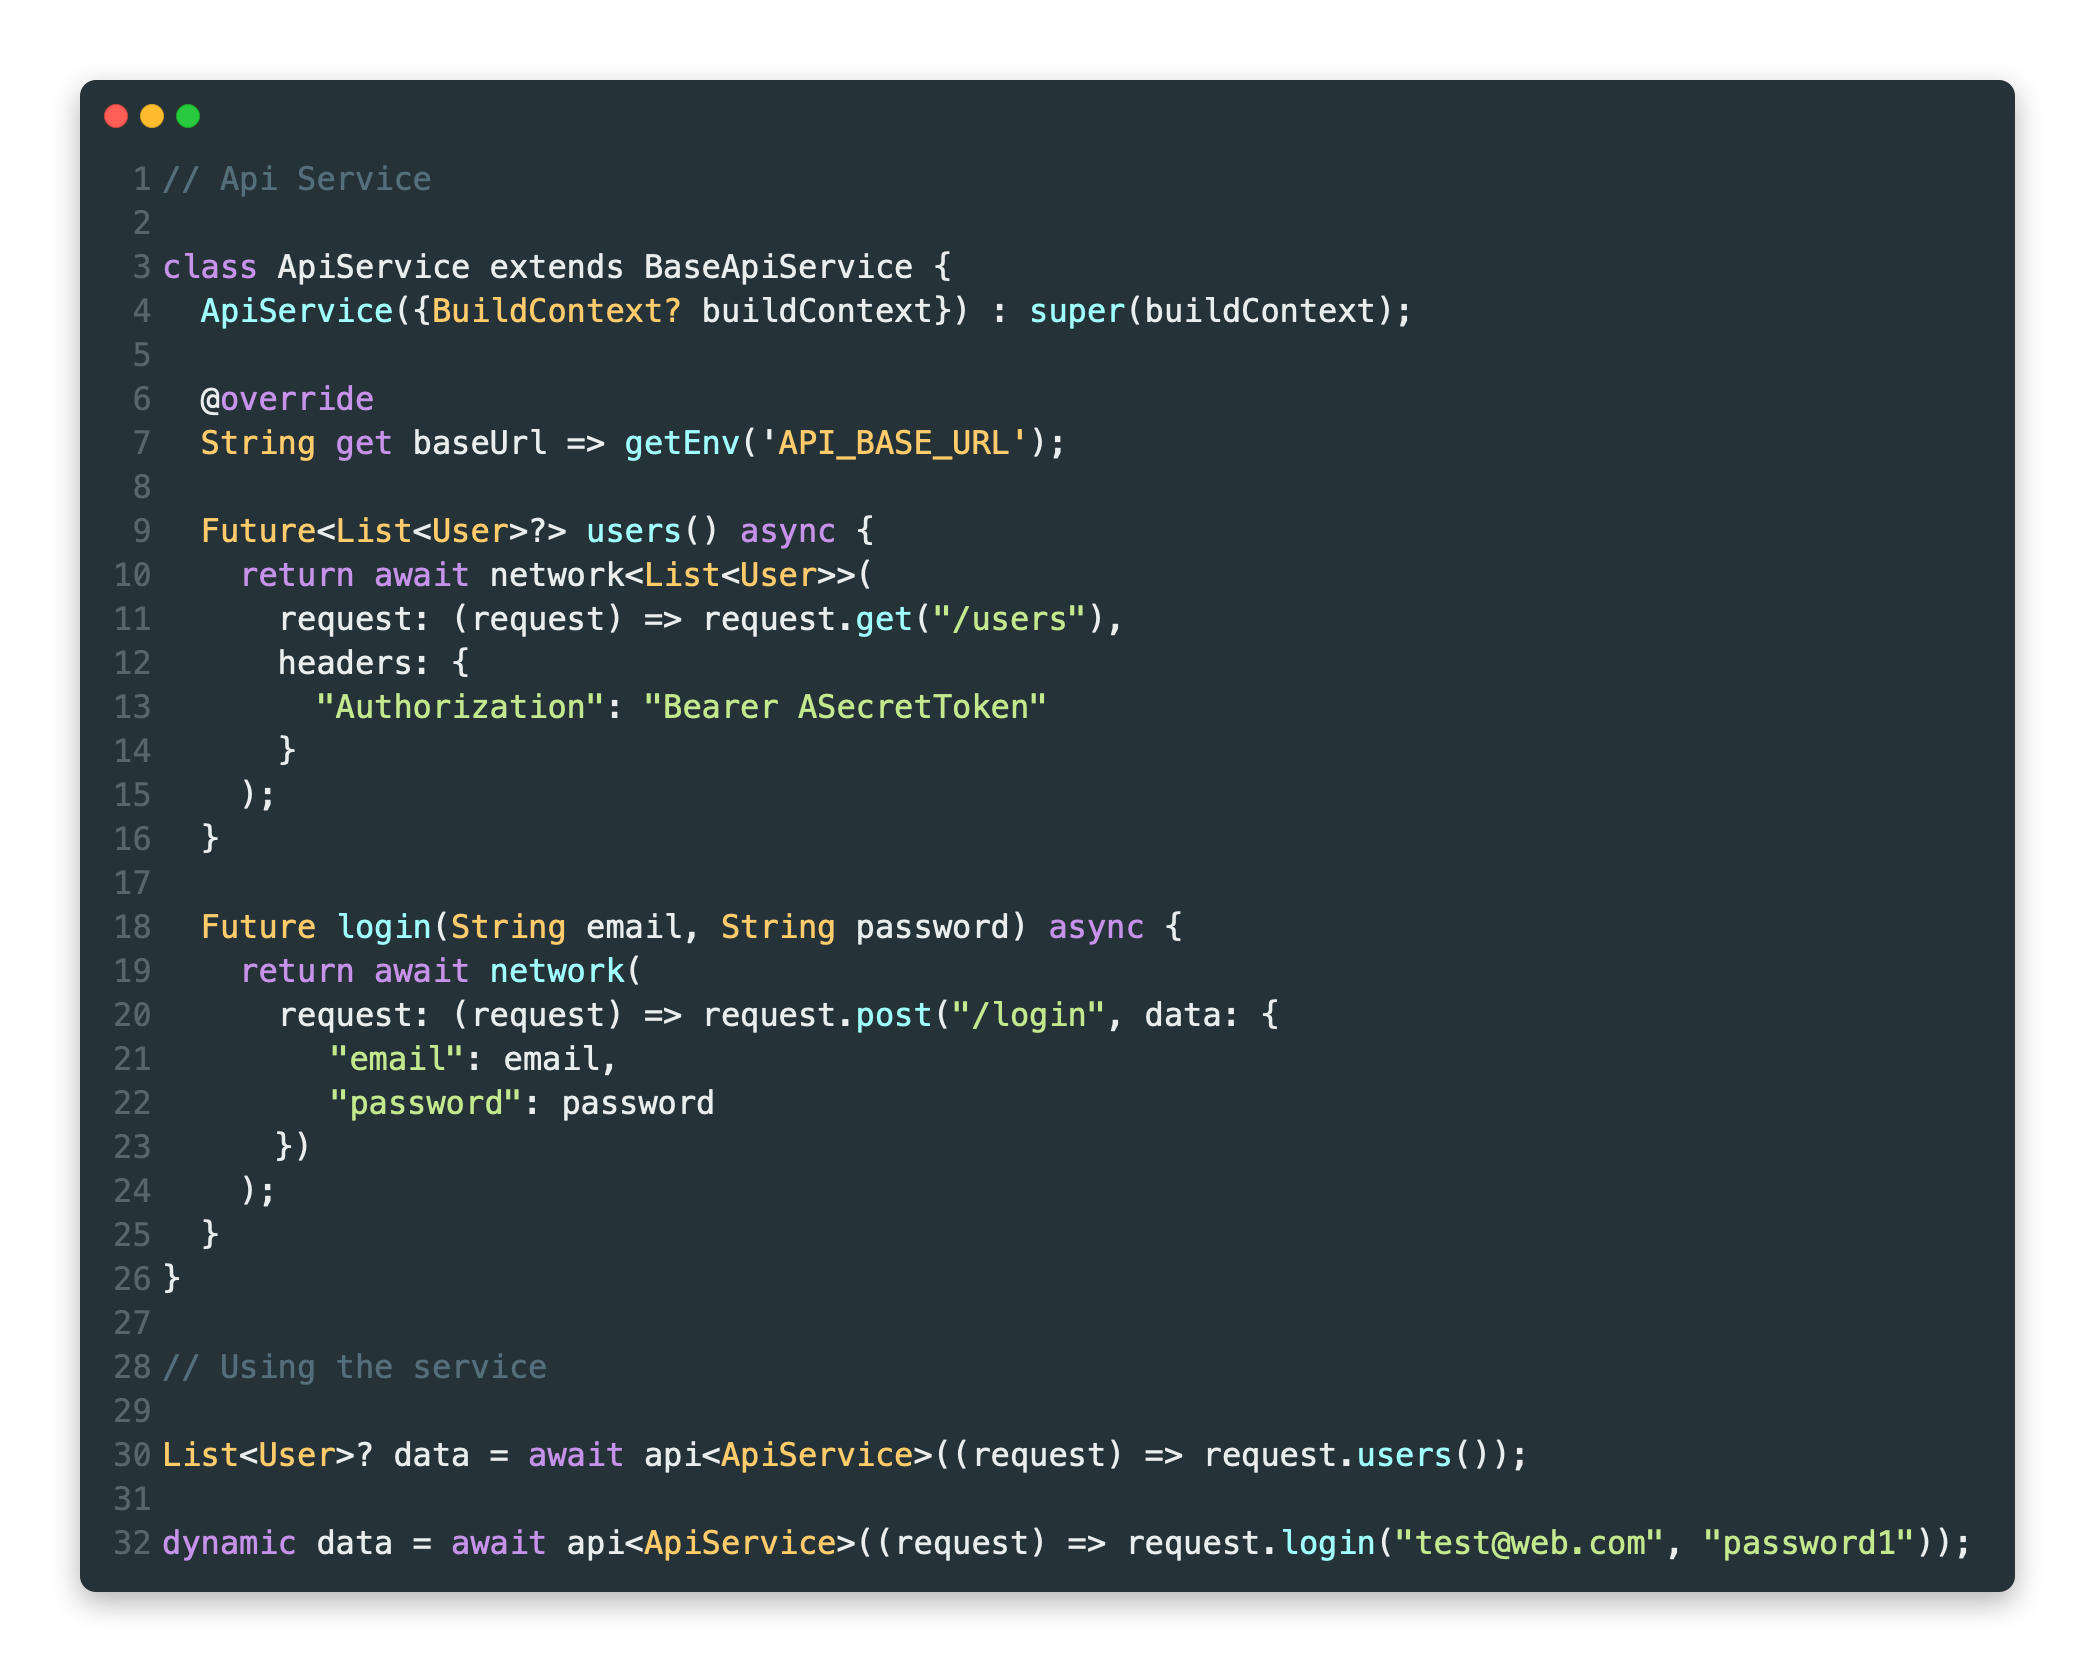 1 // Api Service
2
3 class ApiService extends BaseApiService {
4   ApiService({BuildContext? buildContext}) : super(buildContext);
5
6   @override
7   String get baseUrl => getEnv('API_BASE_URL');
8
9   Future<List<User>?> users() async {
10     return await network<List<User>>(
11       request: (request) => request.get("/users"),
12       headers: {
13         "Authorization": "Bearer ASecretToken"
14       }
15     );
16   }
17
18   Future login(String email, String password) async {
19     return await network(
20       request: (request) => request.post("/login", data: {
21         "email": email,
22         "password": password
23       })
24     );
25   }
26 }
27
28 // Using the service
29
30 List<User>? data = await api<ApiService>((request) => request.users());
31
32 dynamic data = await api<ApiService>((request) => request.login("test@web.com", "password1"));